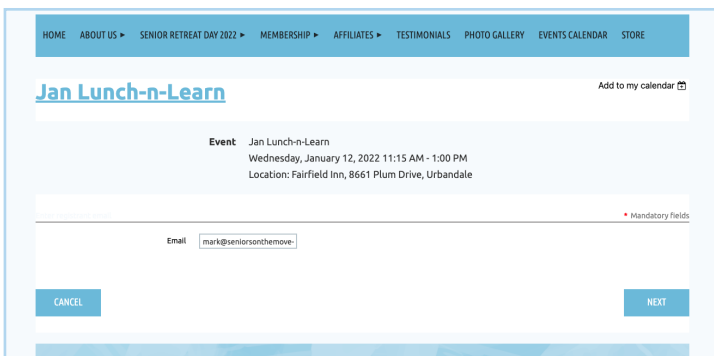 HOME ABOUT US ► SENIOR RETREAT DAY 2022 ► MEMBERSHIP ► AFFILIATES ► TESTIMONIALS PHOTO GALLERY EVENTS CALENDAR STORE
Jan Lunch-n-Learn
Add to my calendar
Event Jan Lunch-n-Learn
Wednesday, January 12, 2022 11:15 AM - 1:00 PM
Location: Fairfield Inn, 8661 Plum Drive, Urbandale
* Mandatory fields
Email mark@seniorsonthemove-
CANCEL NEXT